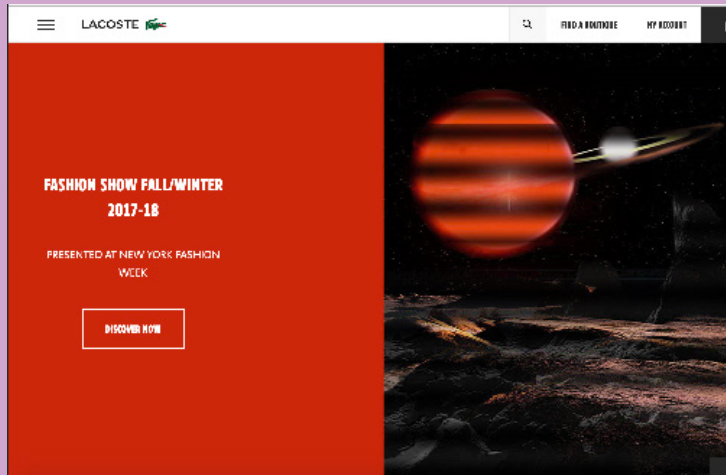 LACOSTE
FIND A BOUTIQUE
MY ACCOUNT
FASHION SHOW FALL/WINTER
2017-18
PRESENTED AT NEW YORK FASHION
WEEK
DISCOVER NOW